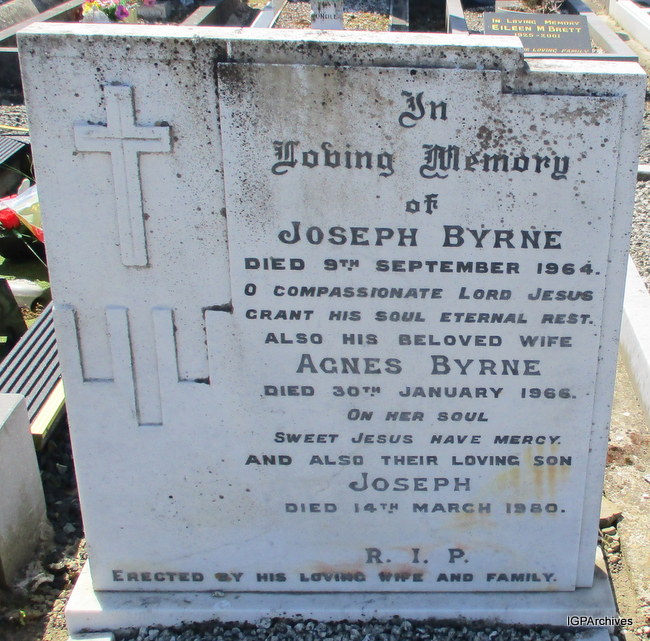 In
Loving Memory
of
JOSEPH BYRNE
DIED 9TH SEPTEMBER 1964.
O COMPASSIONATE LORD JESUS
GRANT HIS SOUL ETERNAL REST.
ALSO HIS BELOVED WIFE
AGNES BYRNE
DIED 30TH JANUARY 1966.
ON HER SOUL
SWEET JESUS HAVE MERCY.
AND ALSO THEIR LOVING SON
JOSEPH
DIED 14TH MARCH 1980.
R. I. P.
ERECTED BY HIS LOVING WIFE AND FAMILY.
IN LOVING MEMORY
EILEEN M BRETT
LOVING FAMILY
IGPArchives